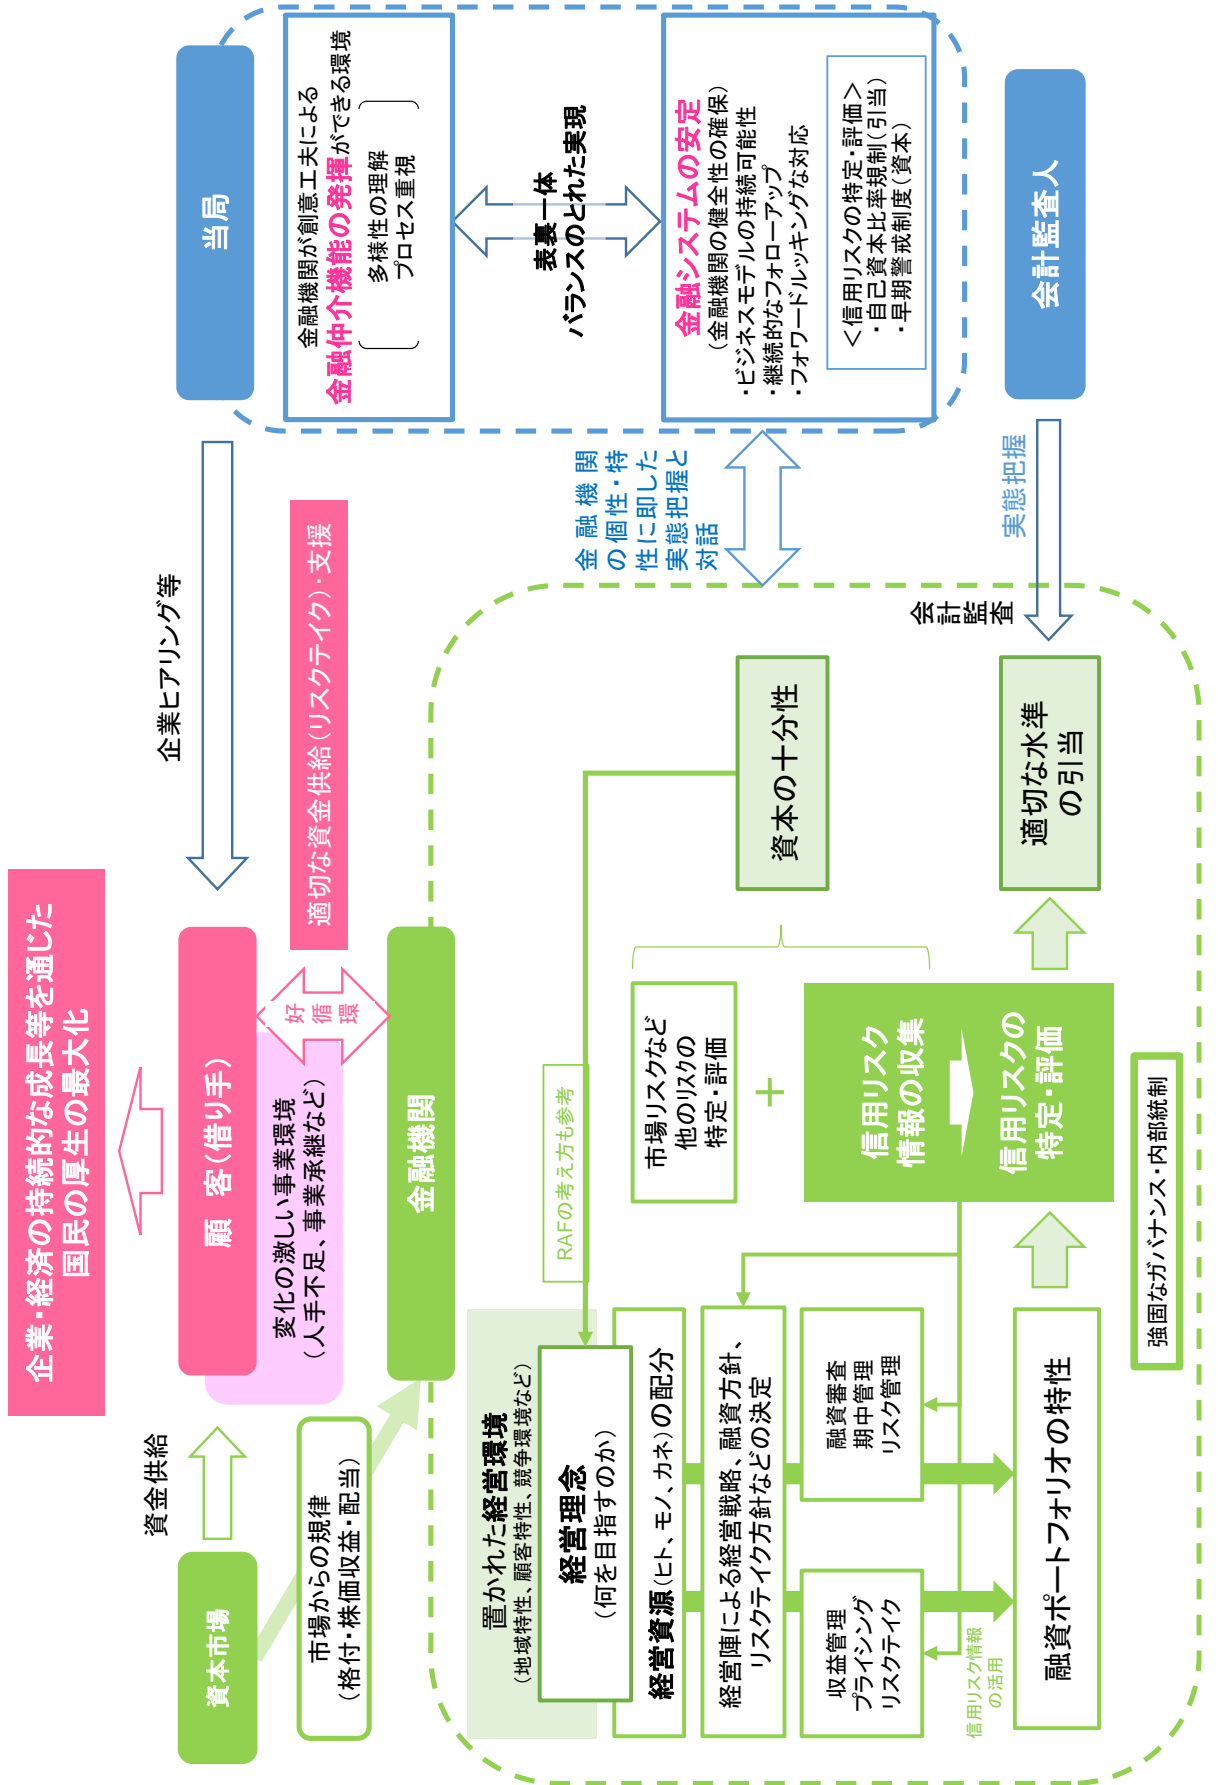 企業・経済の持続的な成長等を通じた
国民の厚生の最大化
資本市場
資金供給
顧 客(借り手)
企業ヒアリング等
当局
変化の激しい事業環境
(人手不足、事業承継など)
好
循
環
適切な資金供給(リスクテイク)・支援
市場からの規律
(格付・株価収益・配当)
金融機関
金融機関が創意工夫による
金融仲介機能の発揮ができる環境
多様性の理解
プロセス重視
表裏一体
バランスのとれた実現
金融システムの安定
(金融機関の健全性の確保)
・ビジネスモデルの持続可能性
・継続的なフォローアップ
・フォワードルッキングな対応
<信用リスクの特定・評価>
・自己資本比率規制(引当)
・早期警戒制度(資本)
金融機関
の個性・特
性に即した
実態把握と
対話
置かれた経営環境
(地域特性、顧客特性、競争環境など)
経営理念
(何を目指すのか)
RAFの考え方も参考
経営資源(ヒト、モノ、カネ)の配分
経営陣による経営戦略、融資方針、
リスクテイク方針などの決定
市場リスクなど
他のリスクの
特定・評価
+
資本の十分性
収益管理
プライシング
リスクテイク
融資審査
期中管理
リスク管理
信用リスク
情報の収集
信用リスクの
特定・評価
信用リスク情報
の活用
融資ポートフォリオの特性
適切な水準
の引当
会計
監査
実態把握
会計監査人
強固なガバナンス・内部統制